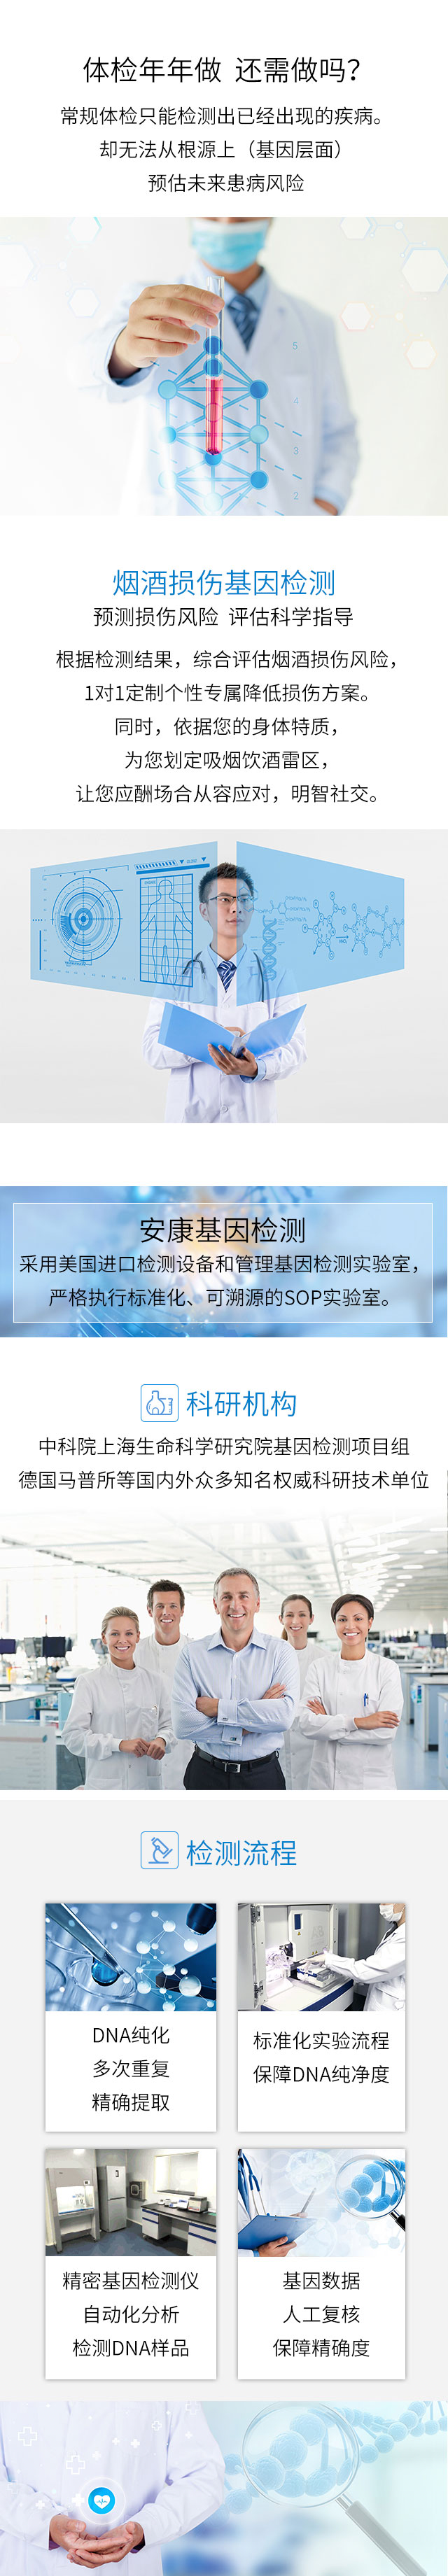 体检年年做 还需做吗?
常规体检只能检测出已经出现的疾病。
却无法从根源上（基因层面）
预估未来患病风险
5
4
3
2
烟酒损伤基因检测
预测损伤风险 评估科学指导
根据检测结果，综合评估烟酒损伤风险，
1对1定制个性专属降低损伤方案。
同时，依据您的身体特质，
为您划定吸烟饮酒雷区，
让您应酬场合从容应对，明智社交。
安康基因检测
采用美国进口检测设备和管理基因检测实验室，
严格执行标准化、可溯源的SOP实验室。
科研机构
中科院上海生命科学研究院基因检测项目组
德国马普所等国内外众多知名权威科研技术单位
检测流程
DNA纯化
多次重复
精确提取
标准化实验流程
保障DNA纯净度
精密基因检测仪
自动化分析
检测DNA样品
基因数据
人工复核
保障精确度